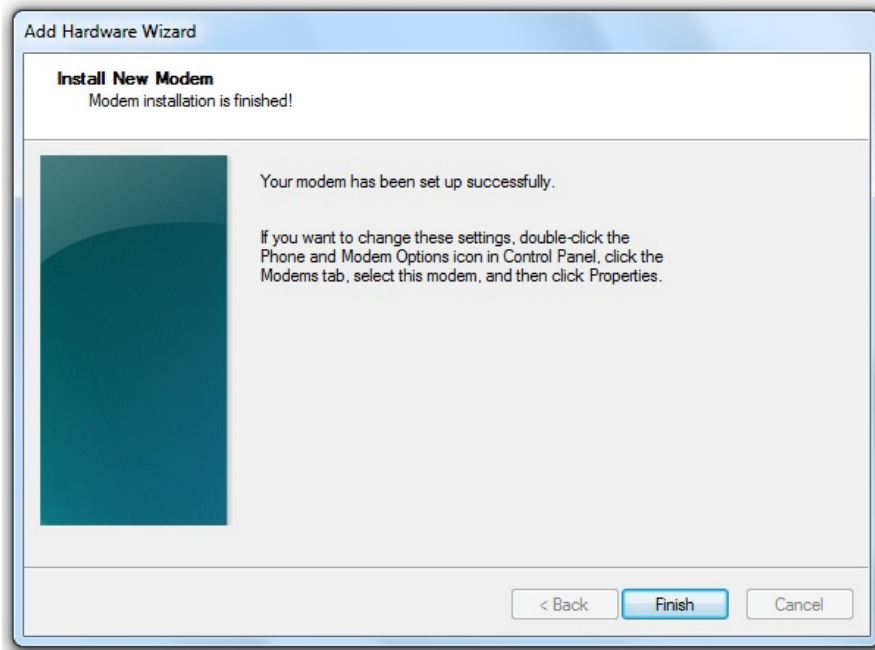 Add Hardware Wizard
Install New Modem
Modem installation is finished!
Your modem has been set up successfully.
If you want to change these settings, double-click the
Phone and Modem Options icon in Control Panel, click the
Modems tab, select this modem, and then click Properties.
< Back Finish Cancel